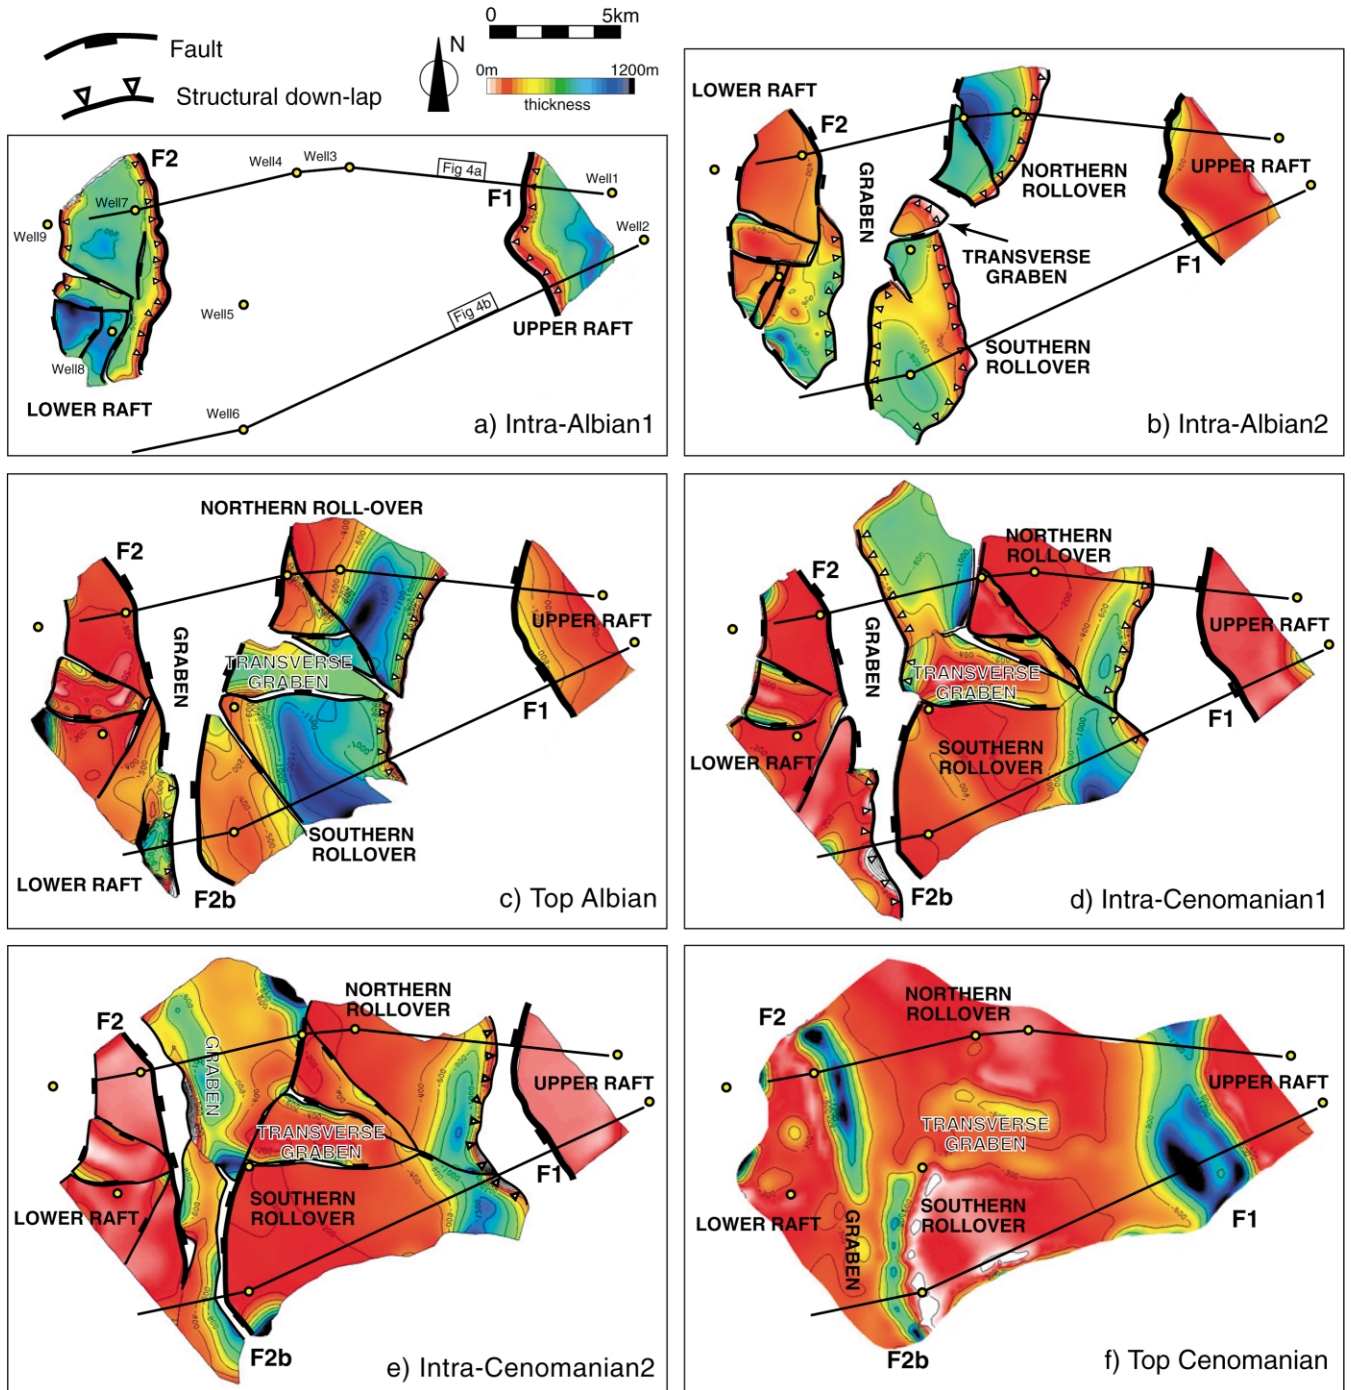 0 5km
Fault
N
0m 1200m
thickness
Structural down-lap
F2
Well4
Well3
Fig 4a
Well1
F1
Well7
Well9
Well2
Well5
Fig 4b
UPPER RAFT
Well8
LOWER RAFT
Well6
a) Intra-Albian1
LOWER RAFT
F2
GRABEN
NORTHERN
ROLLOVER
UPPER RAFT
TRANSVERSE
GRABEN
F1
SOUTHERN
ROLLOVER
b) Intra-Albian2
NORTHERN ROLL-OVER
F2
GRABEN
UPPER RAFT
TRANSVERSE
GRABEN
F1
SOUTHERN
ROLLOVER
LOWER RAFT
F2b
c) Top Albian
NORTHERN
ROLLOVER
F2
GRABEN
UPPER RAFT
TRANSVERSE
GRABEN
F1
SOUTHERN
ROLLOVER
LOWER RAFT
F2b
d) Intra-Cenomanian1
NORTHERN
ROLLOVER
F2
GRABEN
UPPER RAFT
TRANSVERSE
GRABEN
F1
SOUTHERN
ROLLOVER
LOWER RAFT
F2b
e) Intra-Cenomanian2
NORTHERN
ROLLOVER
F2
UPPER RAFT
TRANSVERSE
GRABEN
SOUTHERN
ROLLOVER
LOWER RAFT
GRABEN
F1
F2b
f) Top Cenomanian